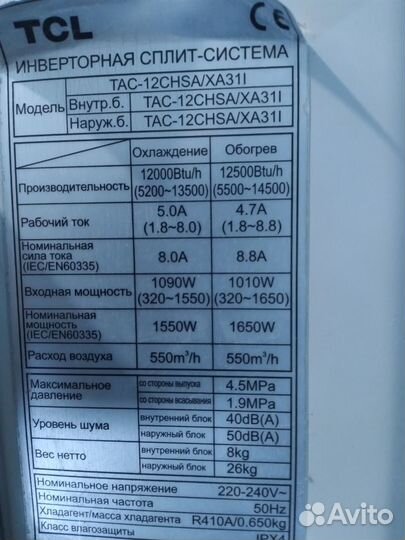 TCL CE
ИНВЕРТОРНАЯ СПЛИТ-СИСТЕМА
Модель TAC-12CHSA/XA31I
Внутр.б. TAC-12CHSA/XA31I
Наруж.б. TAC-12CHSA/XA31I
Охлаждение Обогрев
Производительность 12000Btu/h (5200~13500) 12500Btu/h (5500~14500)
Рабочий ток 5.0A (1.8~8.0) 4.7A (1.8~8.8)
Номинальная сила тока (IEC/EN60335) 8.0A 8.8A
Входная мощность 1090W (320~1550) 1010W (320~1650)
Номинальная мощность (IEC/EN60335) 1550W 1650W
Расход воздуха 550m³/h 550m³/h
Максимальное давление со стороны выпуска 4.5MPa
со стороны всасывания 1.9MPa
Уровень шума внутренний блок 40dB(A)
наружный блок 50dB(A)
Вес нетто внутренний блок 8kg
наружный блок 26kg
Номинальное напряжение 220-240V~
Номинальная частота 50Hz
Хладагент/масса хладагента R410A/0.650kg
Класс влагозащиты IPX4
Avito